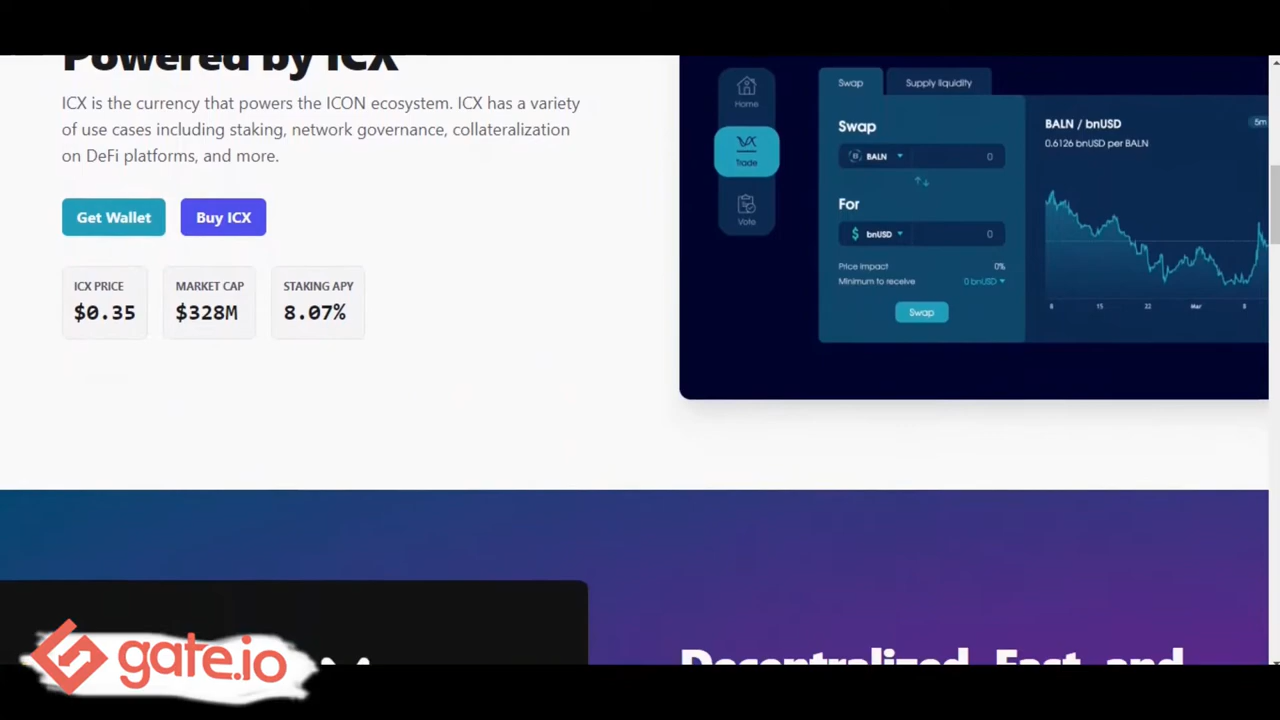 Powered by ICX
ICX is the currency that powers the ICON ecosystem. ICX has a variety
of use cases including staking, network governance, collateralization
on DeFi platforms, and more.
Get Wallet
Buy ICX
ICX PRICE
$0.35
MARKET CAP
$328M
STAKING APY
8.07%
Home
Trade
Vote
Swap
Supply liquidity
Swap
BALN
0
For
bnUSD
0
Price impact
0%
Minimum to receive
0 bnUSD
Swap
BALN / bnUSD
5m
0.6126 bnUSD per BALN
8
15
22
Mar
8
Decentralized, Fast, and
gate.io